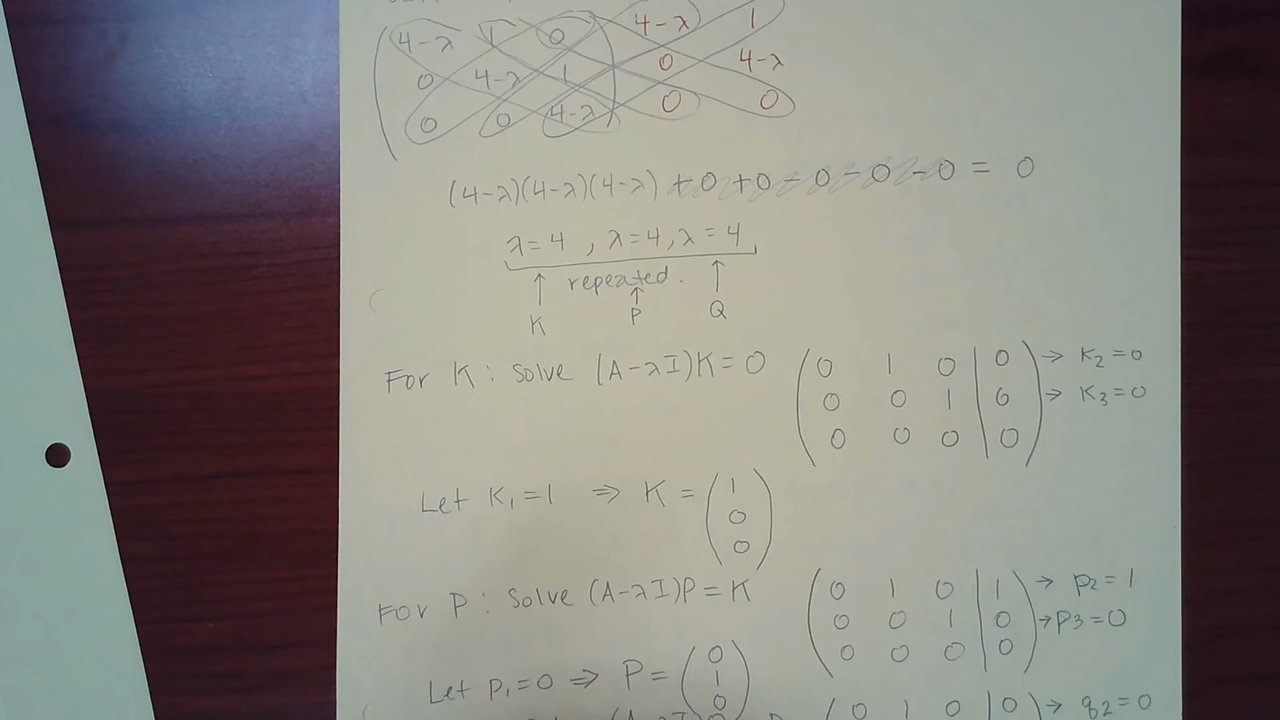 4-λ 1 0 4-λ 1
0 4-λ 1 0 4-λ
0 0 4-λ 0 0
(4-λ)(4-λ)(4-λ) + 0 + 0 - 0 - 0 - 0 = 0
λ=4 , λ=4, λ=4
repeated.
K P Q
For K : Solve (A-λI)K=0
0 1 0 | 0 → K2=0
0 0 1 | 0 → K3=0
0 0 0 | 0
Let K1=1 ⇒ K = (1
0
0)
For P : Solve (A-λI)P=K
0 1 0 | 1 → P2=1
0 0 1 | 0 → P3=0
0 0 0 | 0
Let P1=0 ⇒ P = (0
1
0)
0 1 0 | 0 → q2=0